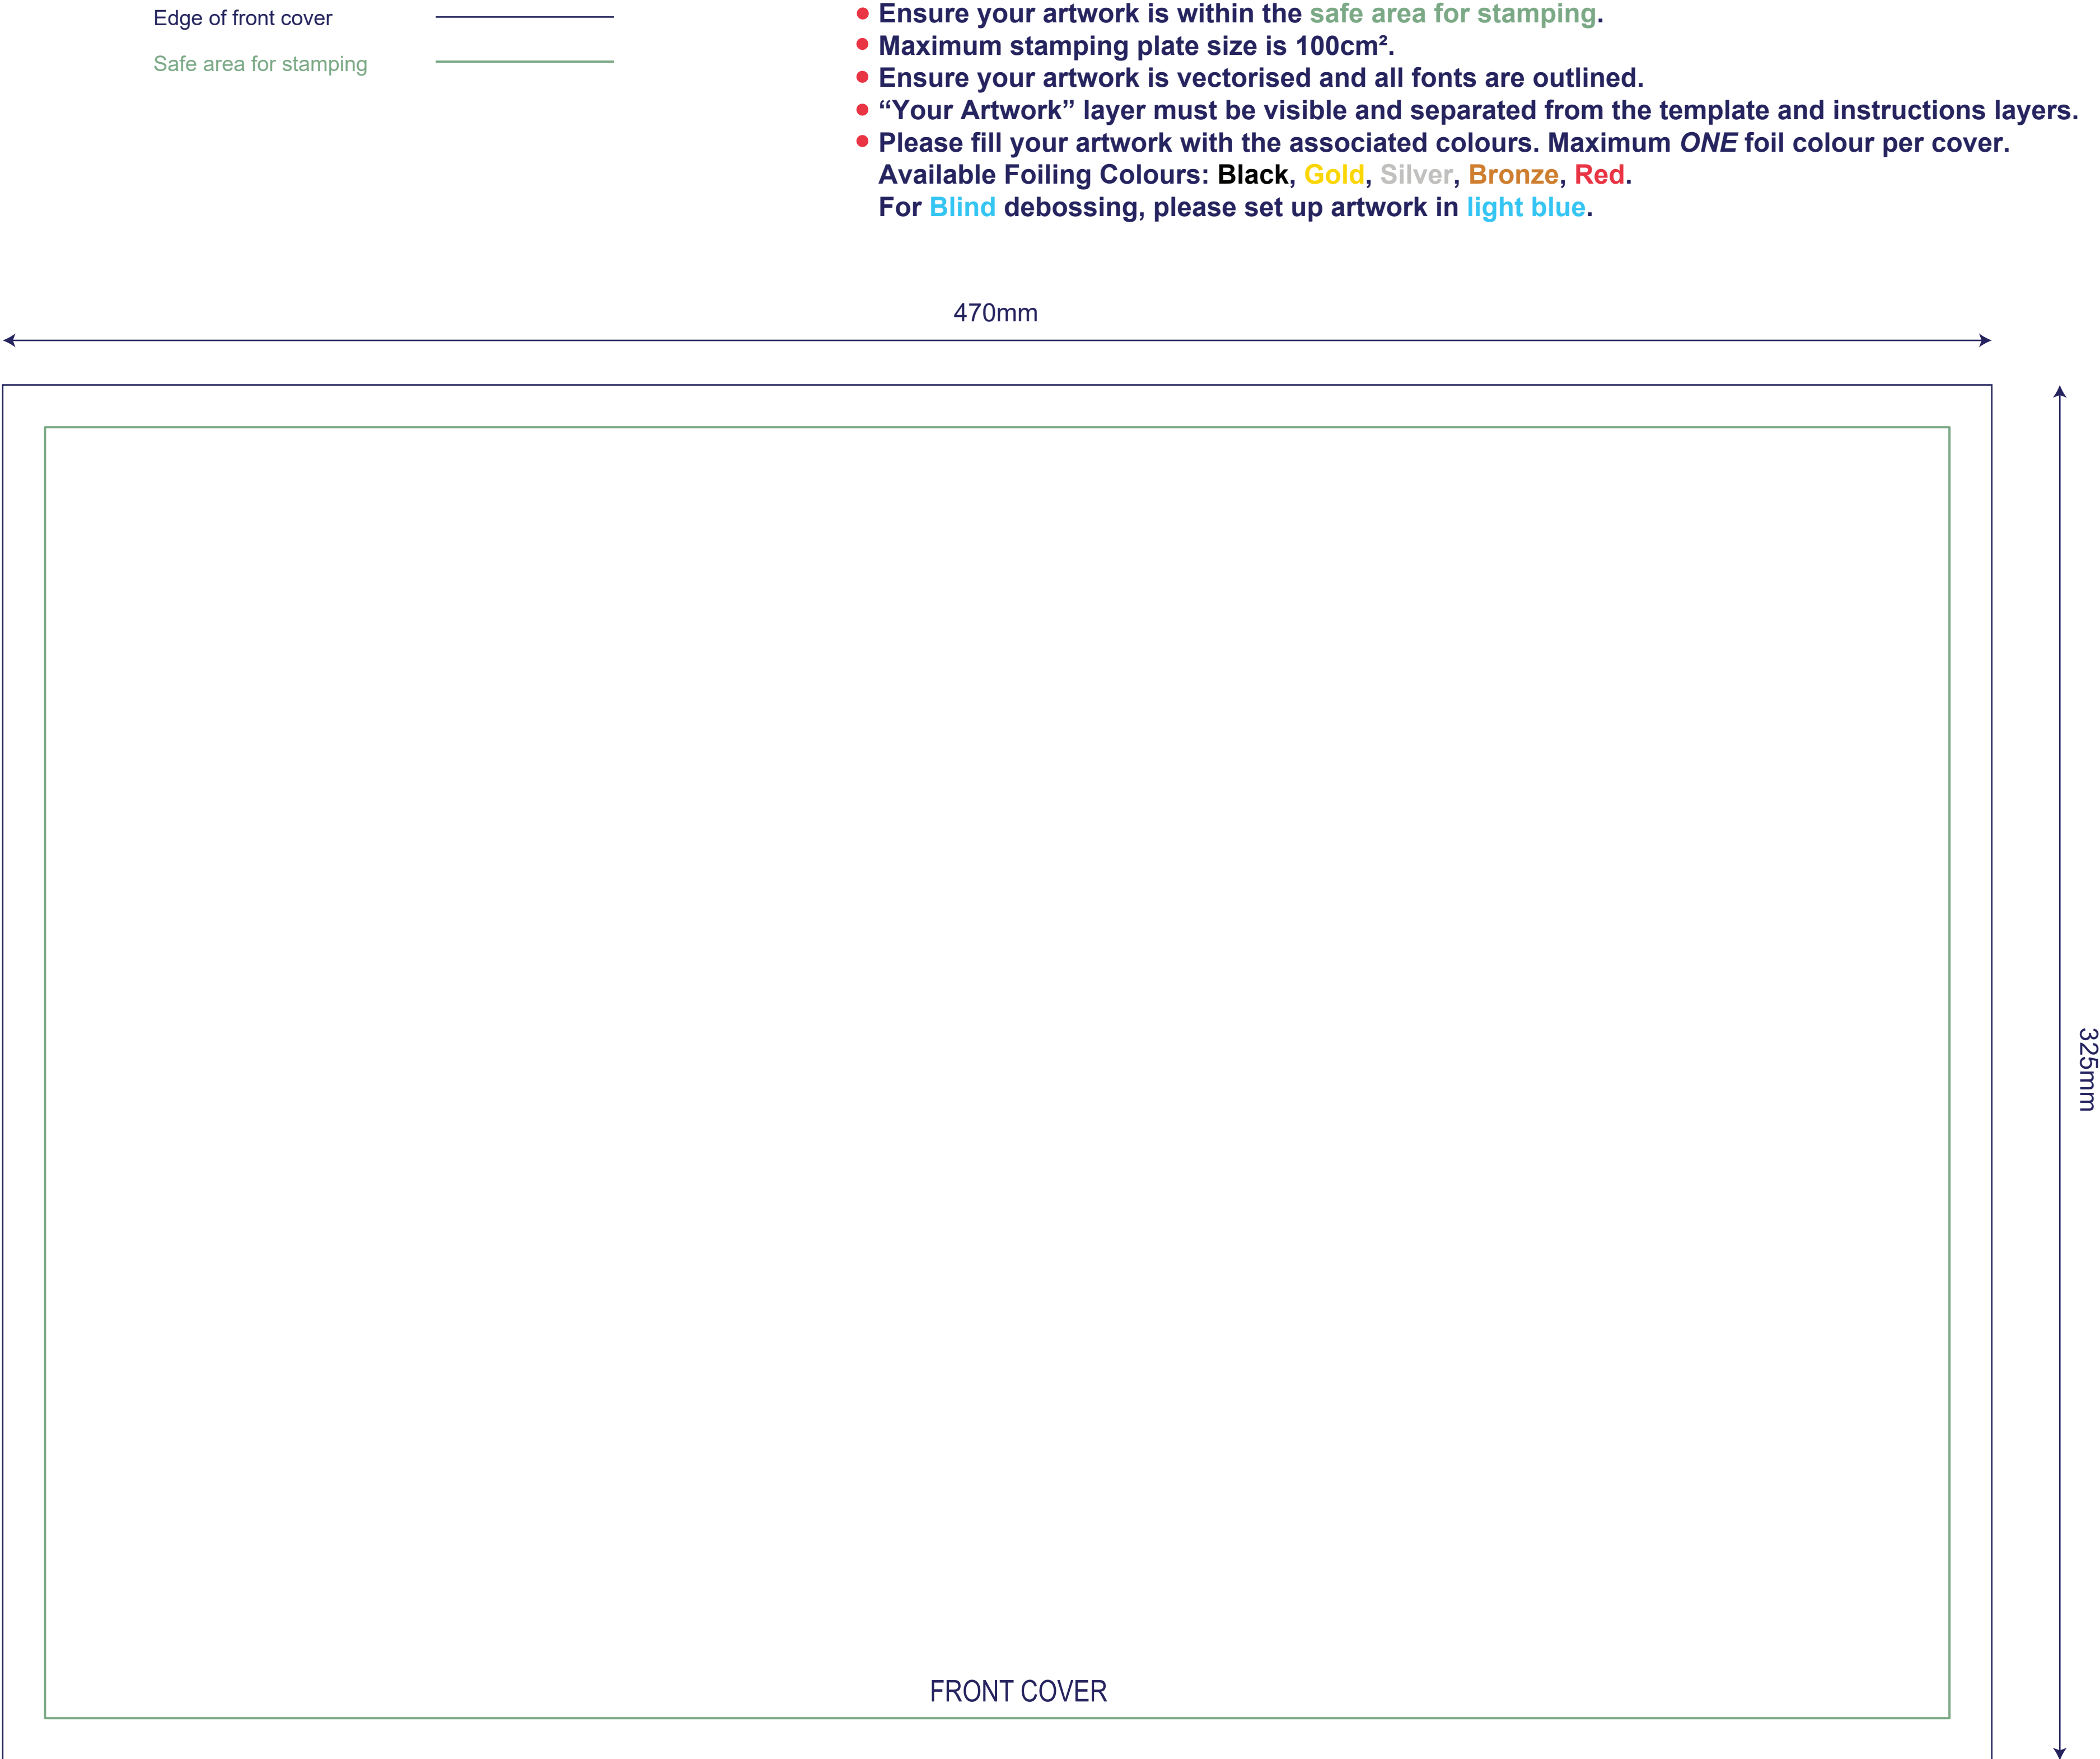 Edge of front cover
Safe area for stamping
Ensure your artwork is within the safe area for stamping.
Maximum stamping plate size is 100cm².
Ensure your artwork is vectorised and all fonts are outlined.
“Your Artwork” layer must be visible and separated from the template and instructions layers.
Please fill your artwork with the associated colours. Maximum ONE foil colour per cover.
Available Foiling Colours: Black, Gold, Silver, Bronze, Red.
For Blind debossing, please set up artwork in light blue.
470mm
325mm
FRONT COVER